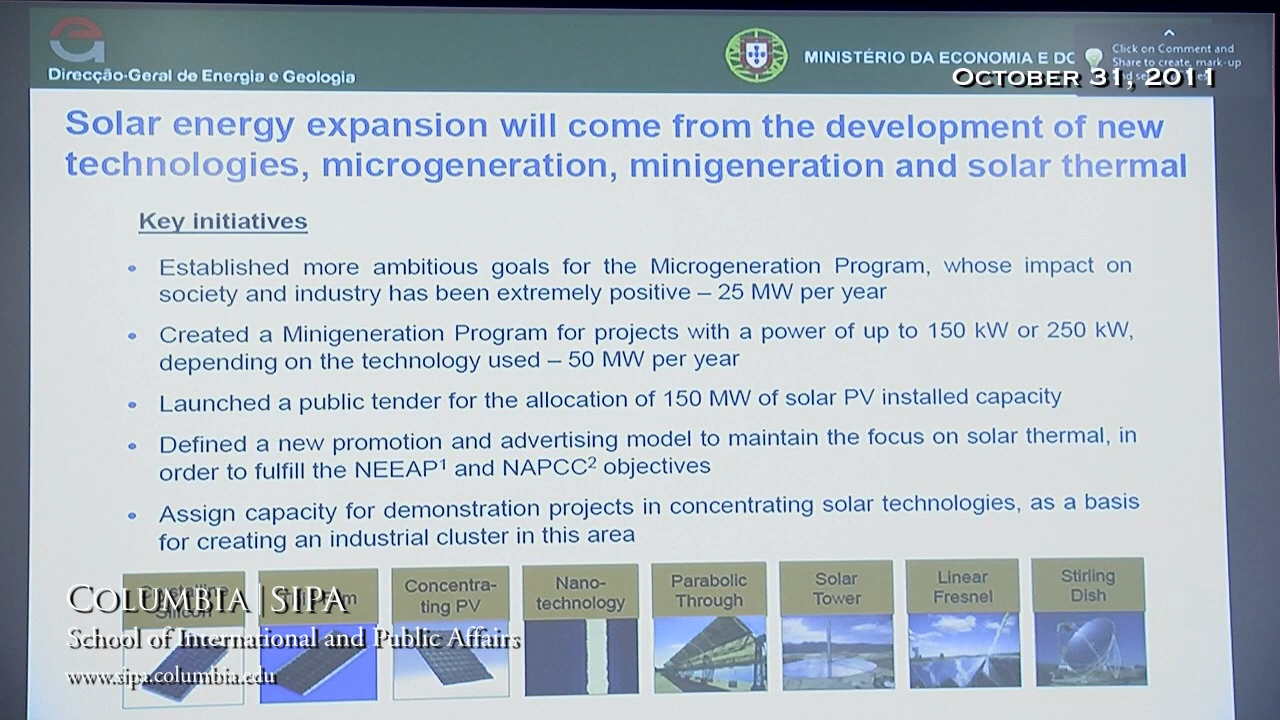 Direcção-Geral de Energia e Geologia
MINISTÉRIO DA ECONOMIA E DO
Click on Comment and
Share to create, mark-up
OCTOBER 31, 2011
Solar energy expansion will come from the development of new
technologies, microgeneration, minigeneration and solar thermal
Key initiatives
• Established more ambitious goals for the Microgeneration Program, whose impact on
society and industry has been extremely positive – 25 MW per year
• Created a Minigeneration Program for projects with a power of up to 150 kW or 250 kW,
depending on the technology used – 50 MW per year
• Launched a public tender for the allocation of 150 MW of solar PV installed capacity
• Defined a new promotion and advertising model to maintain the focus on solar thermal, in
order to fulfill the NEEAP¹ and NAPCC² objectives
• Assign capacity for demonstration projects in concentrating solar technologies, as a basis
for creating an industrial cluster in this area
Concentra-
ting PV
Nano-
technology
Parabolic
Through
Solar
Tower
Linear
Fresnel
Stirling
Dish
COLUMBIA | SIPA
School of International and Public Affairs
www.sipa.columbia.edu